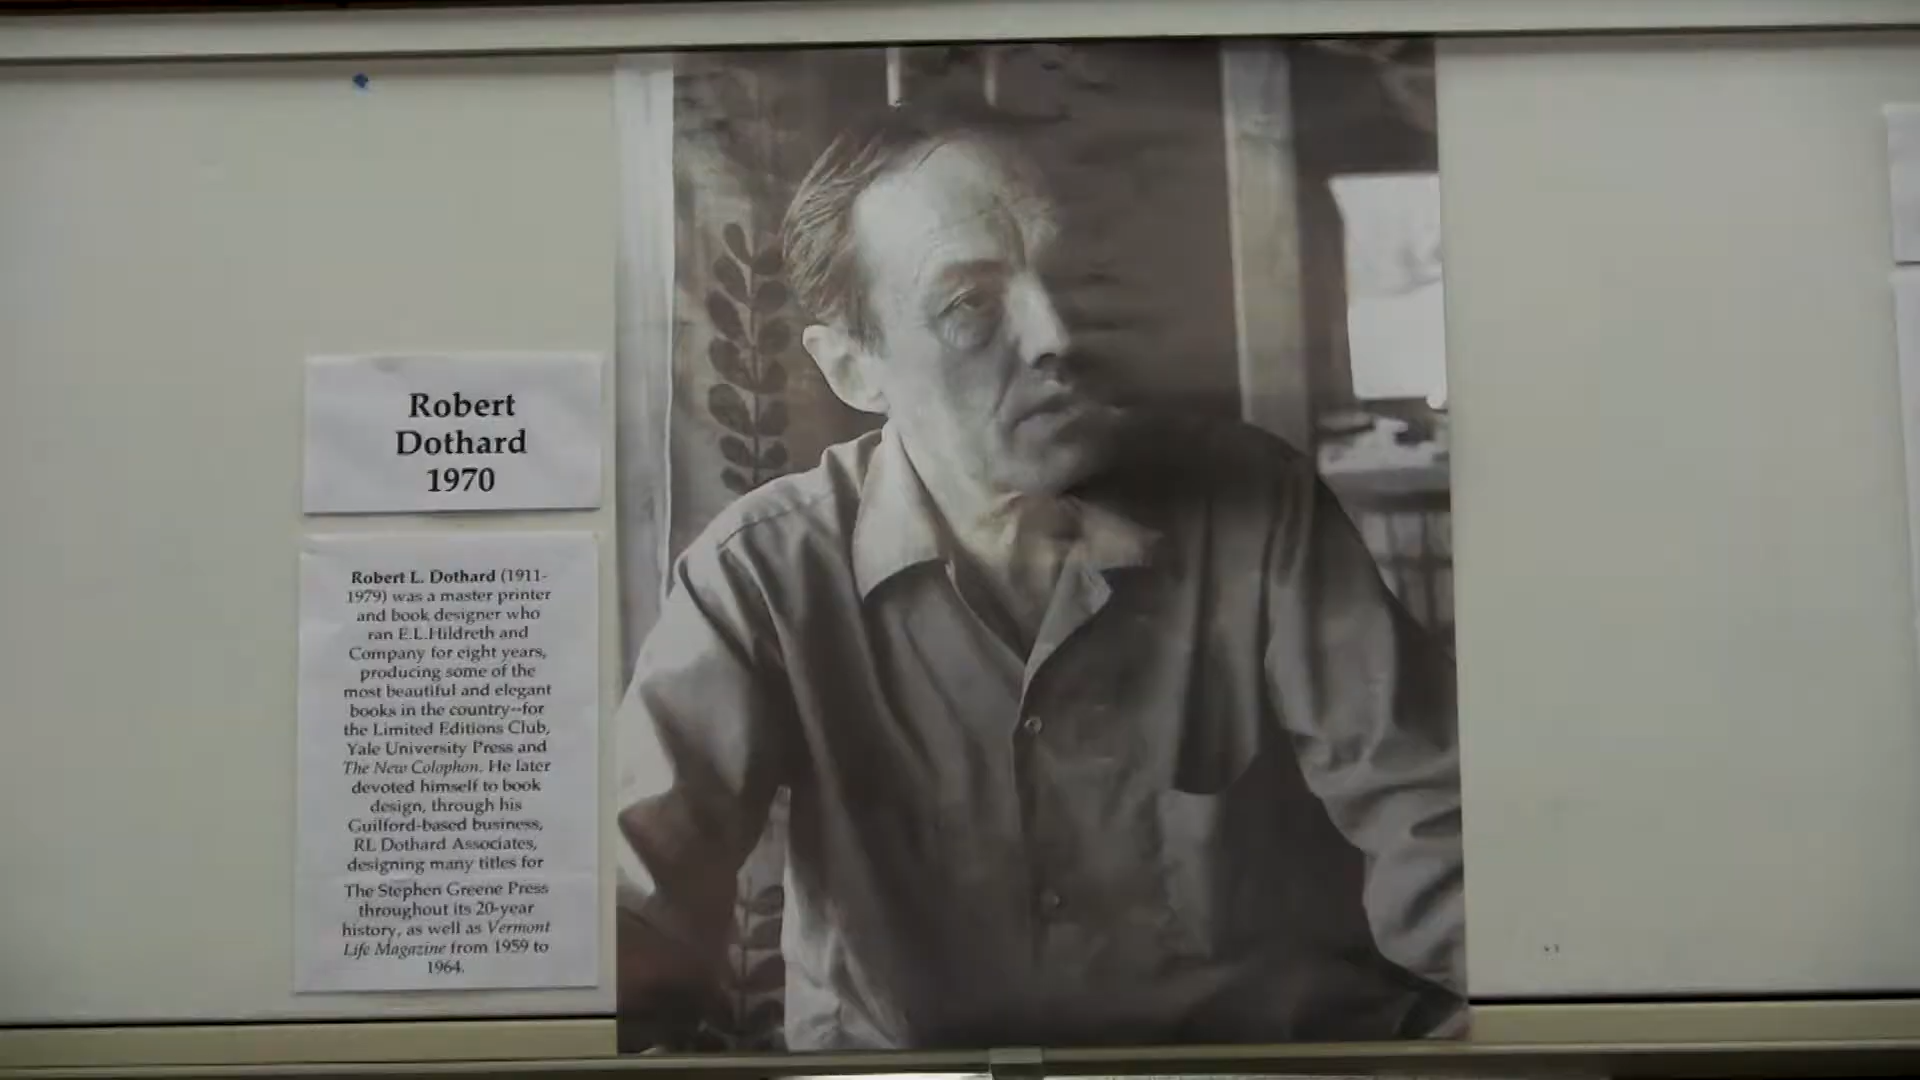 Robert
Dothard
1970
Robert L. Dothard (1911-
1979) was a master printer
and book designer who
ran E.L.Hildreth and
Company for eight years,
producing some of the
most beautiful and elegant
books in the country--for
the Limited Editions Club,
Yale University Press and
The New Colophon. He later
devoted himself to book
design, through his
Guilford-based business,
RL Dothard Associates,
designing many titles for
The Stephen Greene Press
throughout its 20-year
history, as well as Vermont
Life Magazine from 1959 to
1964.